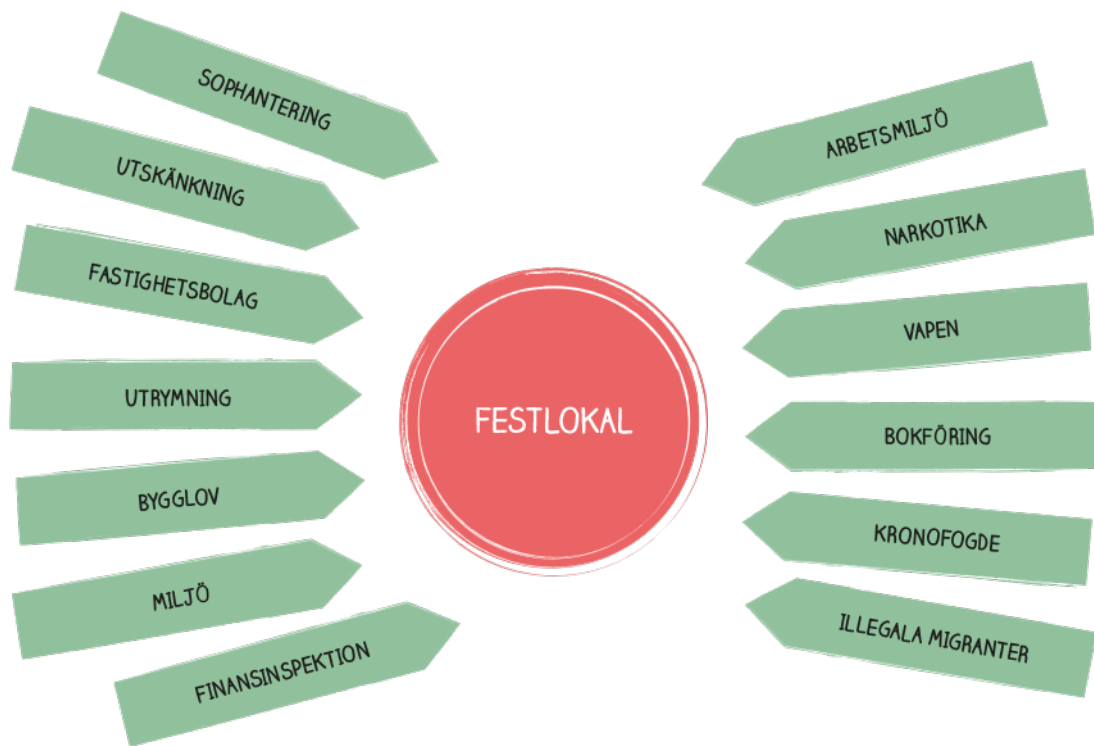 SOPHANTERING
UTSKÄNKNING
FASTIGHETSBOLAG
UTRYMNING
BYGGLOV
MILJÖ
FINANSINSPEKTION
FESTLOKAL
ARBETSMILJÖ
NARKOTIKA
VAPEN
BOKFÖRING
KRONOFOGDE
ILLEGALA MIGRANTER